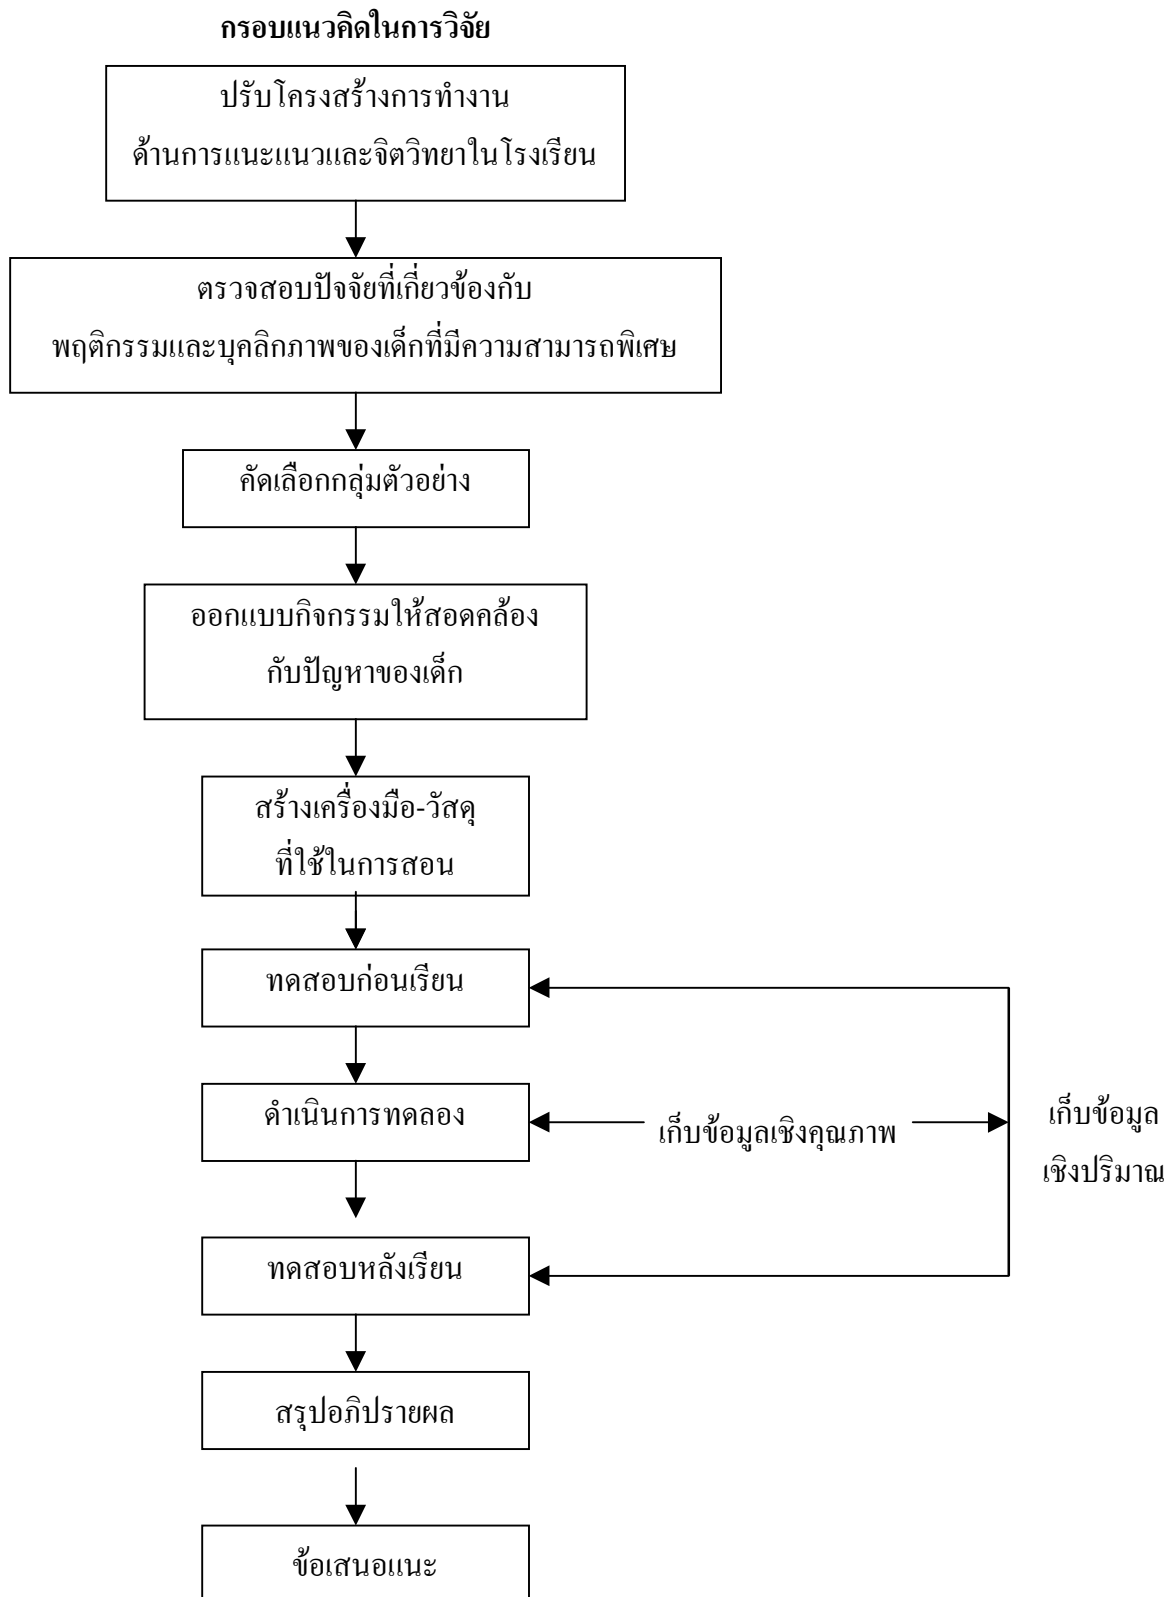 กรอบแนวคิดในการวิจัย
ปรับโครงสร้างการทำงาน
ด้านการแนะแนวและจิตวิทยาในโรงเรียน
ตรวจสอบปัจจัยที่เกี่ยวข้องกับ
พฤติกรรมและบุคลิกภาพของเด็กที่มีความสามารถพิเศษ
คัดเลือกกลุ่มตัวอย่าง
ออกแบบกิจกรรมให้สอดคล้อง
กับปัญหาของเด็ก
สร้างเครื่องมือ-วัสดุ
ที่ใช้ในการสอน
ทดสอบก่อนเรียน
ดำเนินการทดลอง
เก็บข้อมูลเชิงคุณภาพ
เก็บข้อมูล
เชิงปริมาณ
ทดสอบหลังเรียน
สรุปอภิปรายผล
ข้อเสนอแนะ